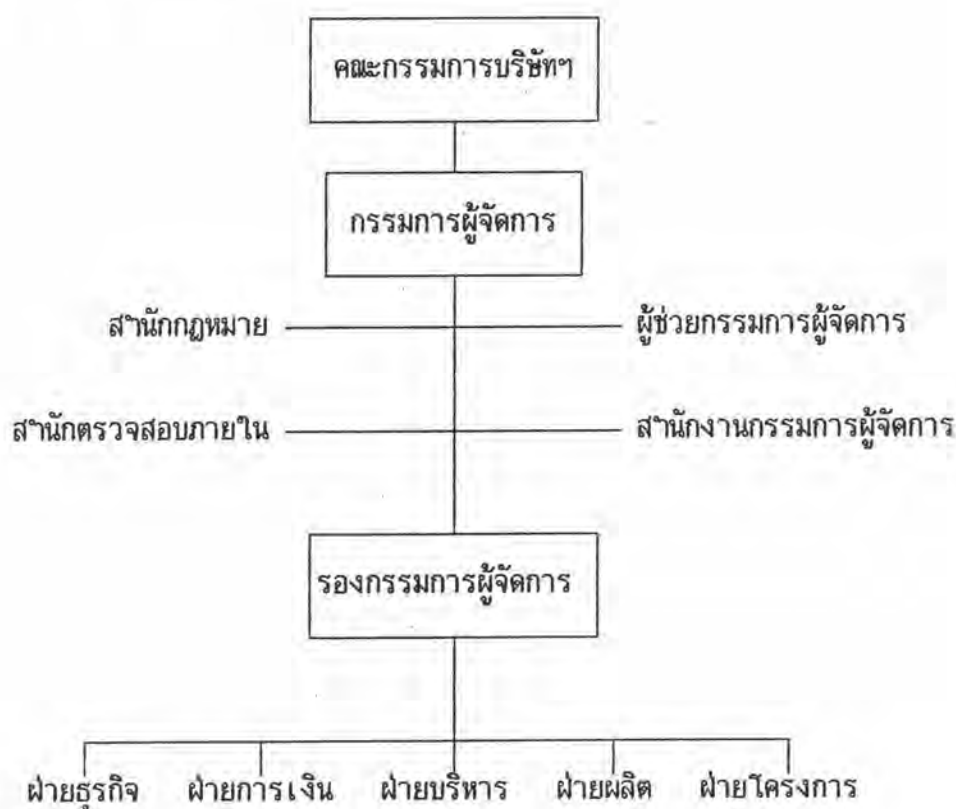 คณะกรรมการบริษัทฯ
กรรมการผู้จัดการ
สำนักกฎหมาย ผู้ช่วยกรรมการผู้จัดการ
สำนักตรวจสอบภายใน สำนักงานกรรมการผู้จัดการ
รองกรรมการผู้จัดการ
ฝ่ายธุรกิจ ฝ่ายการเงิน ฝ่ายบริหาร ฝ่ายผลิต ฝ่ายโครงการ